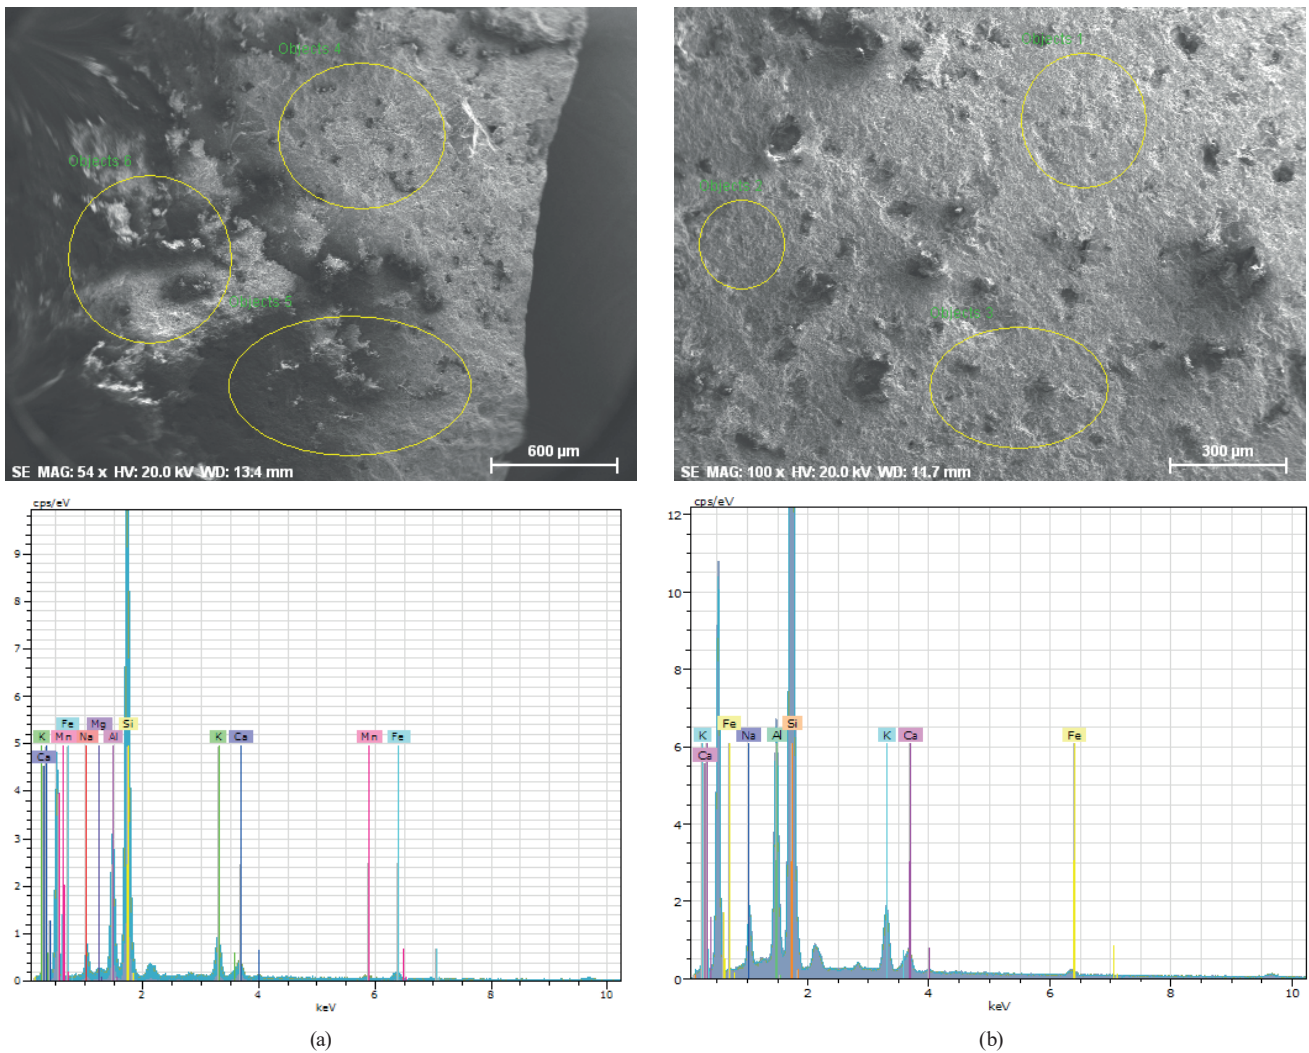 Objects 4
Objects 6
Objects 5
SE MAG: 54 x HV: 20.0 kV WD: 13.4 mm
600 µm
Objects 1
Objects 2
Objects 3
SE MAG: 100 x HV: 20.0 kV WD: 11.7 mm
300 µm
cps/eV
9
8
7
6
5
4
3
2
1
0
Fe Mg Si
K Mn Na Al K Ca Mn Fe
Ca
2 4 6 8 10
keV
(a)
cps/eV
12
10
8
6
4
2
0
Fe Si
K Na Al K Ca Fe
Ca
2 4 6 8 10
keV
(b)